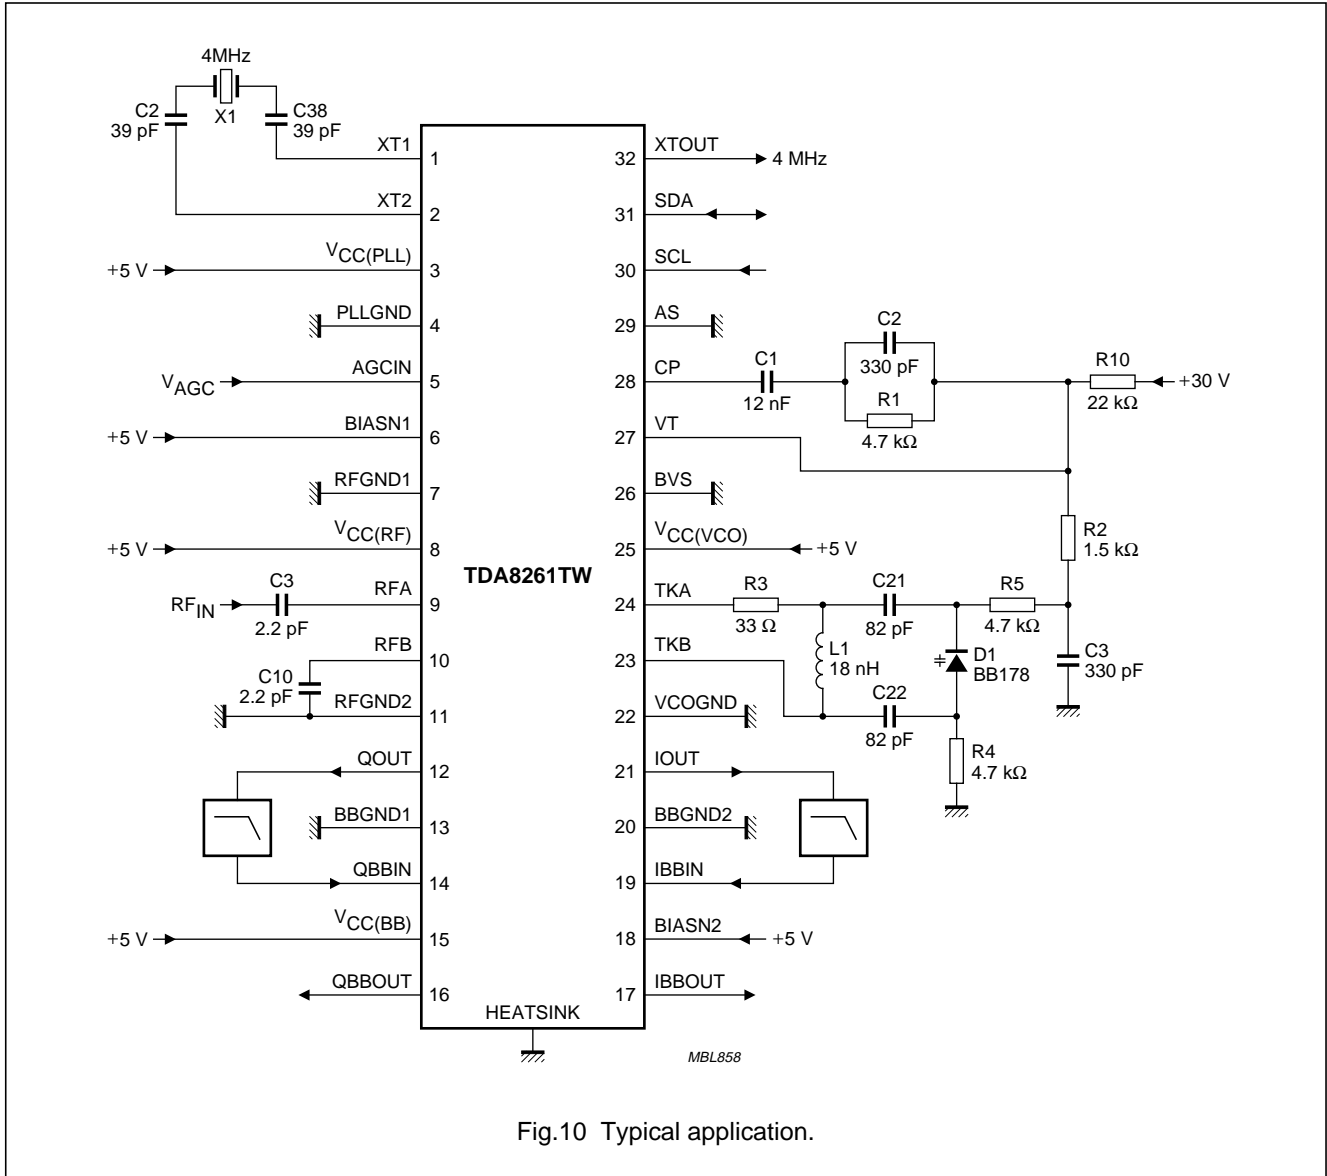 4MHz
X1
C2
39 pF
C38
39 pF
XT1
1
XT2
2
+5 V
VCC(PLL)
3
PLLGND
4
VAGC
AGCIN
5
+5 V
BIASN1
6
RFGND1
7
+5 V
VCC(RF)
8
RFIN
C3
2.2 pF
RFA
9
RFB
10
C10
2.2 pF
RFGND2
11
QOUT
12
BBGND1
13
QBBIN
14
+5 V
VCC(BB)
15
QBBOUT
16
TDA8261TW
HEATSINK
32
XTOUT
4 MHz
31
SDA
30
SCL
29
AS
28
CP
C1
12 nF
C2
330 pF
R1
4.7 kΩ
R10
22 kΩ
+30 V
27
VT
26
BVS
R2
1.5 kΩ
25
VCC(VCO)
+5 V
24
TKA
R3
33 Ω
C21
82 pF
R5
4.7 kΩ
23
TKB
L1
18 nH
D1
BB178
C3
330 pF
22
VCOGND
C22
82 pF
R4
4.7 kΩ
21
IOUT
20
BBGND2
19
IBBIN
18
BIASN2
+5 V
17
IBBOUT
MBL858
Fig.10 Typical application.